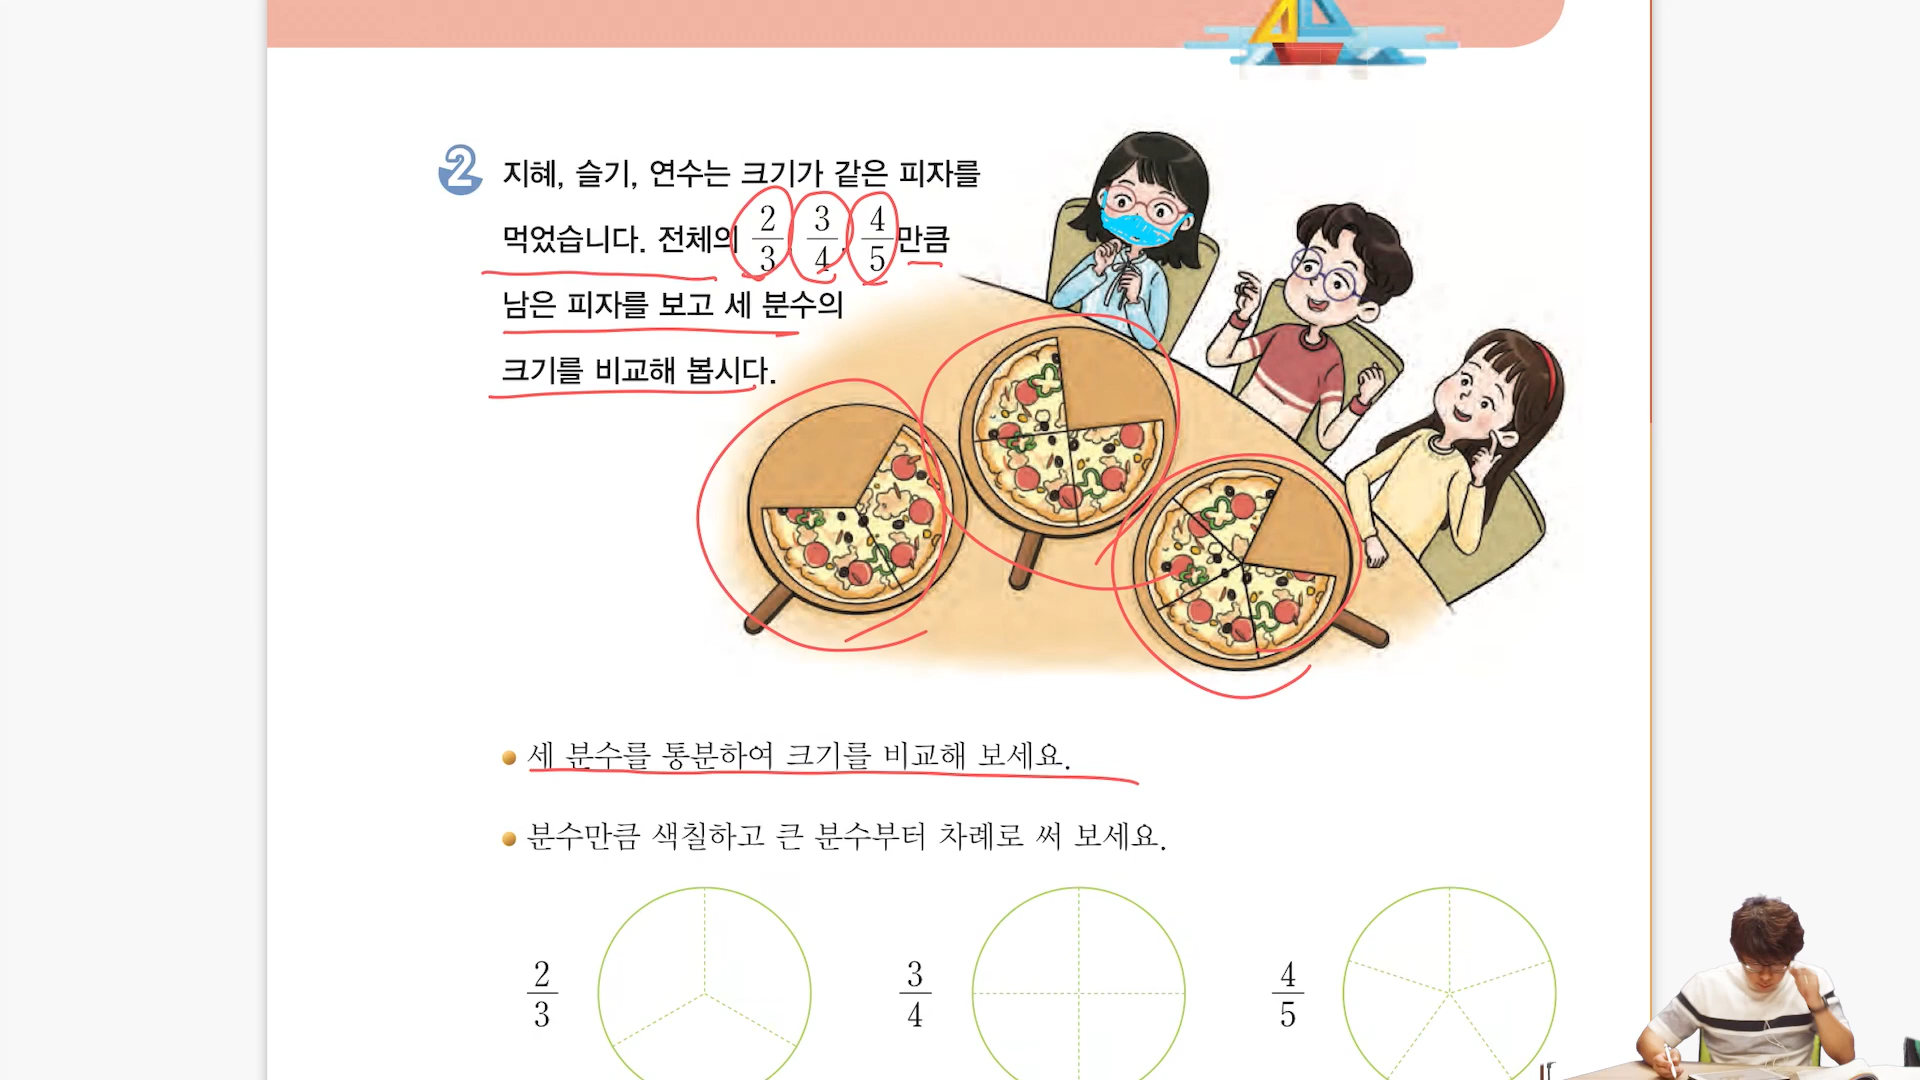 2 지혜, 슬기, 연수는 크기가 같은 피자를
먹었습니다. 전체의 2/3, 3/4, 4/5만큼
남은 피자를 보고 세 분수의
크기를 비교해 봅시다.
세 분수를 통분하여 크기를 비교해 보세요.
분수만큼 색칠하고 큰 분수부터 차례로 써 보세요.
2/3 3/4 4/5